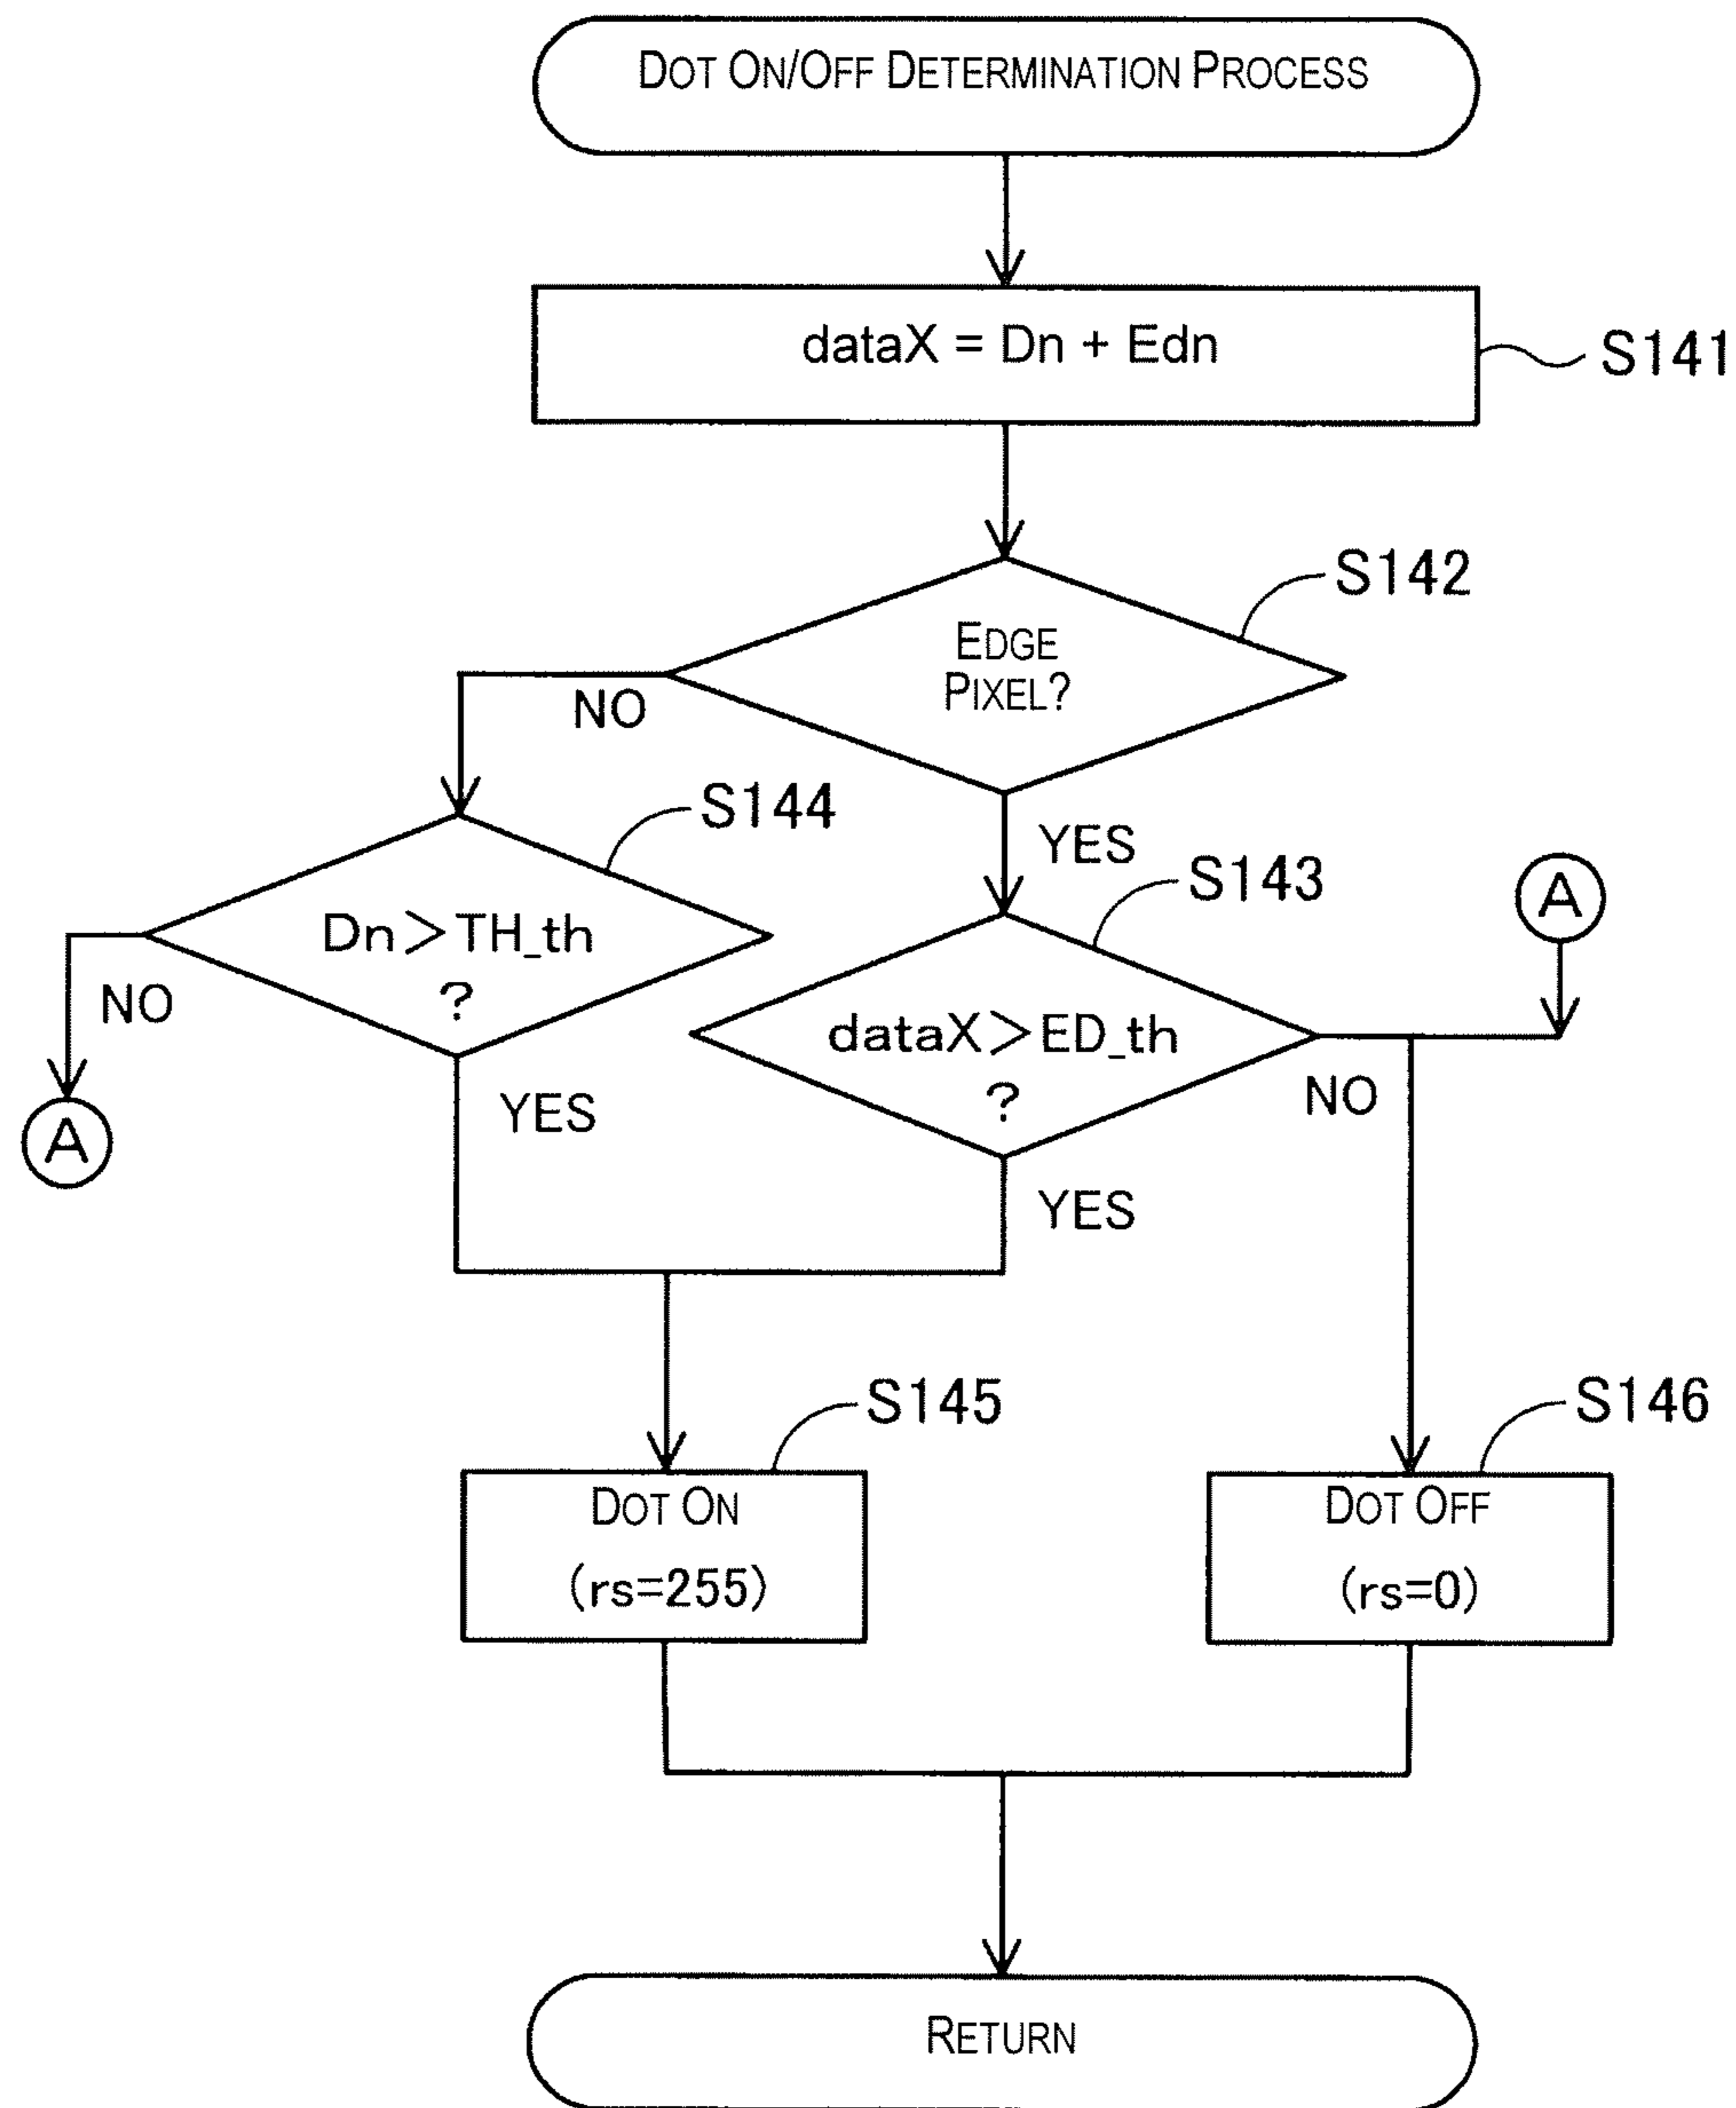 DOT ON/OFF DETERMINATION PROCESS
dataX = Dn + Edn
S141
S142
EDGE
PIXEL?
NO
S144
YES
S143
A
Dn>TH_th
?
NO
dataX>ED_th
?
NO
YES
A
YES
S145
S146
DOT ON
(rs=255)
DOT OFF
(rs=0)
RETURN